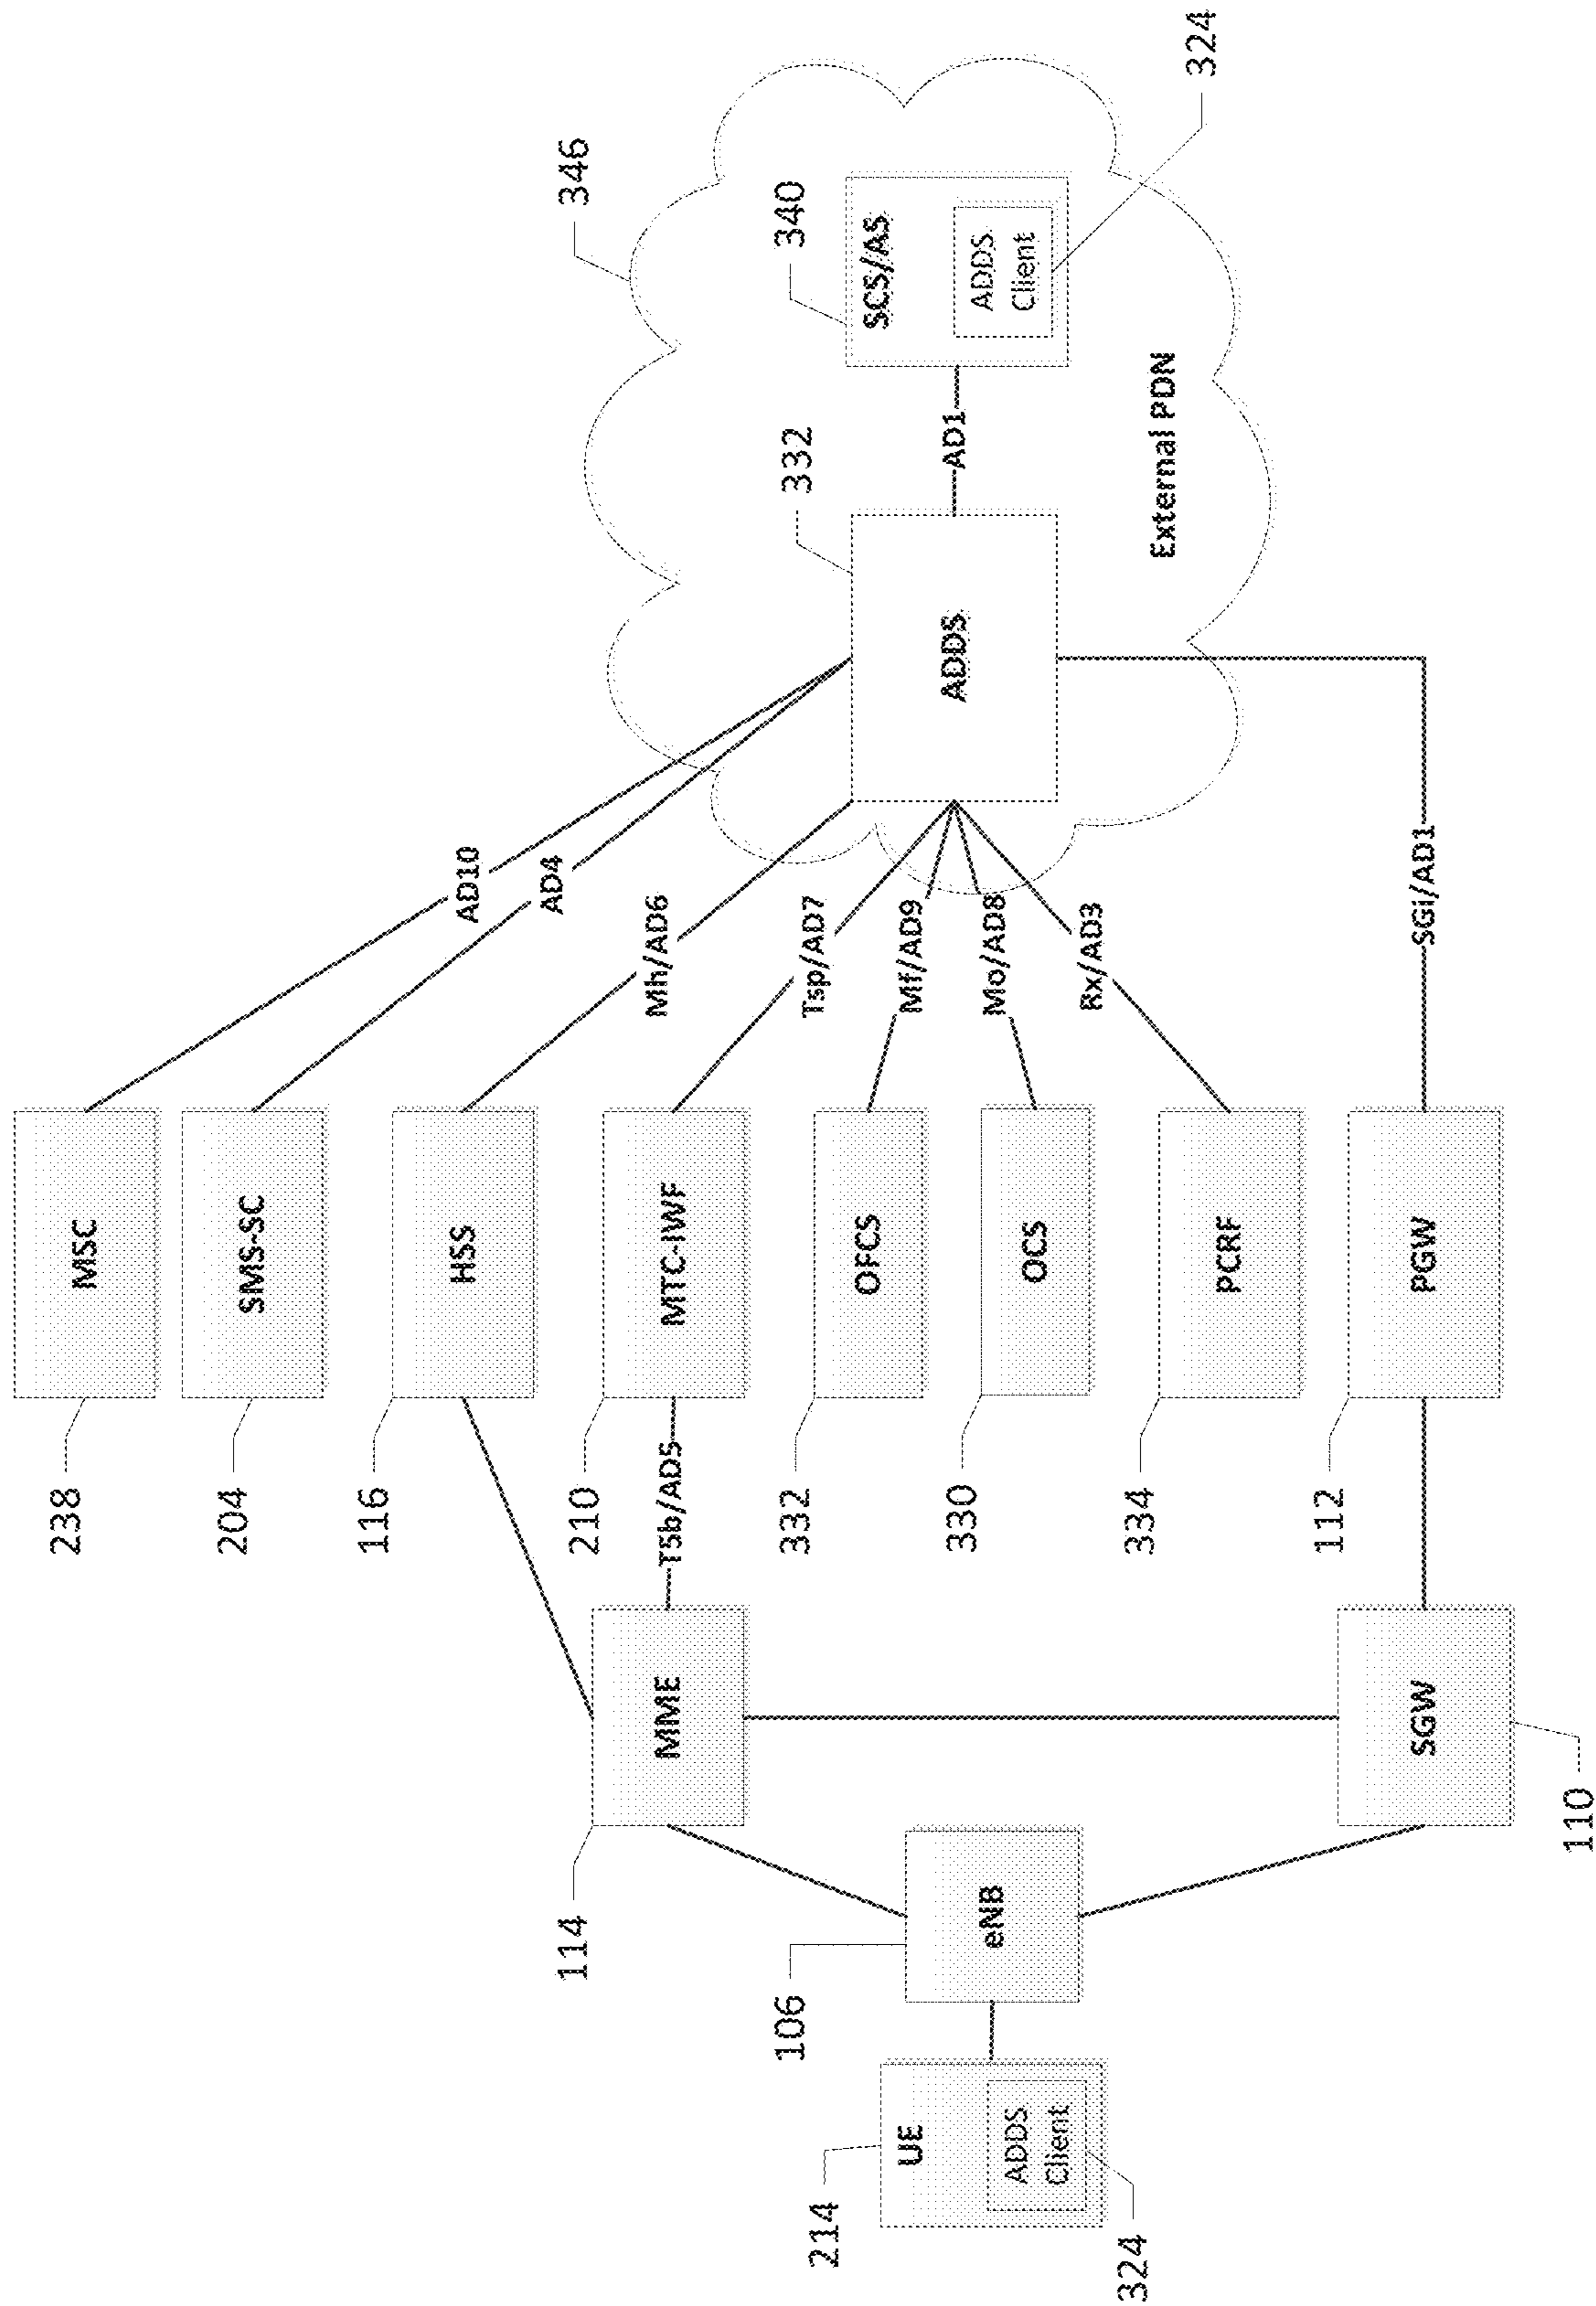 238
MSC
AD10
204
SMS-SC
AD4
346
116
HSS
Mh/AD6
114
MME
T5b/AD5
210
MTC-IWF
Tsp/AD7
332
340
SCS/AS
ADDS
Client
324
106
eNB
332
OFCS
Mf/AD9
ADDS
AD1
214
UE
ADDS
Client
324
330
OCS
Mo/AD8
334
PCRF
Rx/AD3
External PDN
110
SGW
112
PGW
SGi/AD1